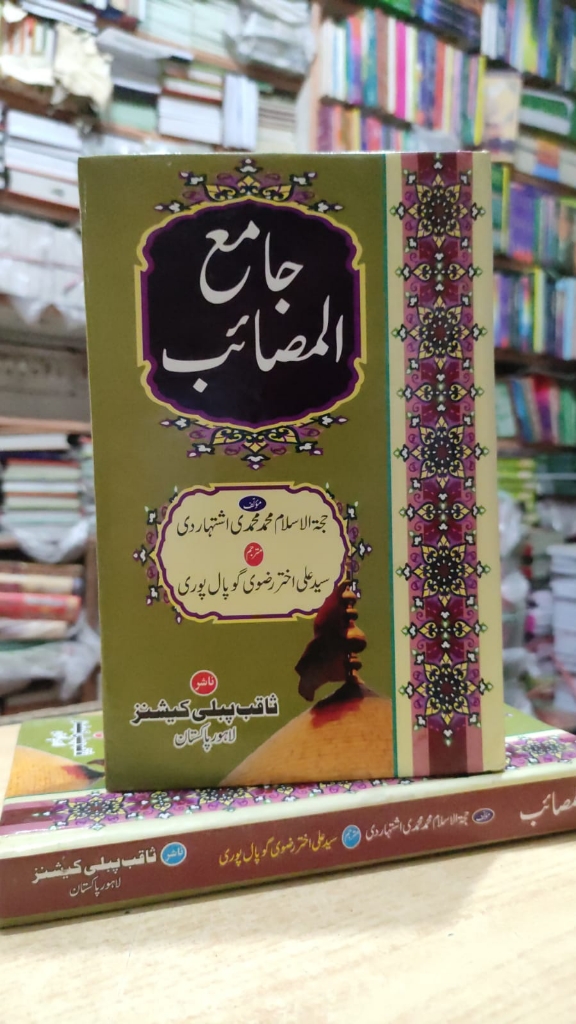 جامع
المصائب
مؤلف
حجۃ الاسلام محمد محمدی اشتہاردی
مترجم
سید علی اختر رضوی گوپال پوری
ناشر
ثاقب پبلی کیشنز
لاہور پاکستان
المصائب
مؤلف حجۃ الاسلام محمد محمدی اشتہاردی مترجم سید علی اختر رضوی گوپال پوری ناشر ثاقب پبلی کیشنز
لاہور پاکستان